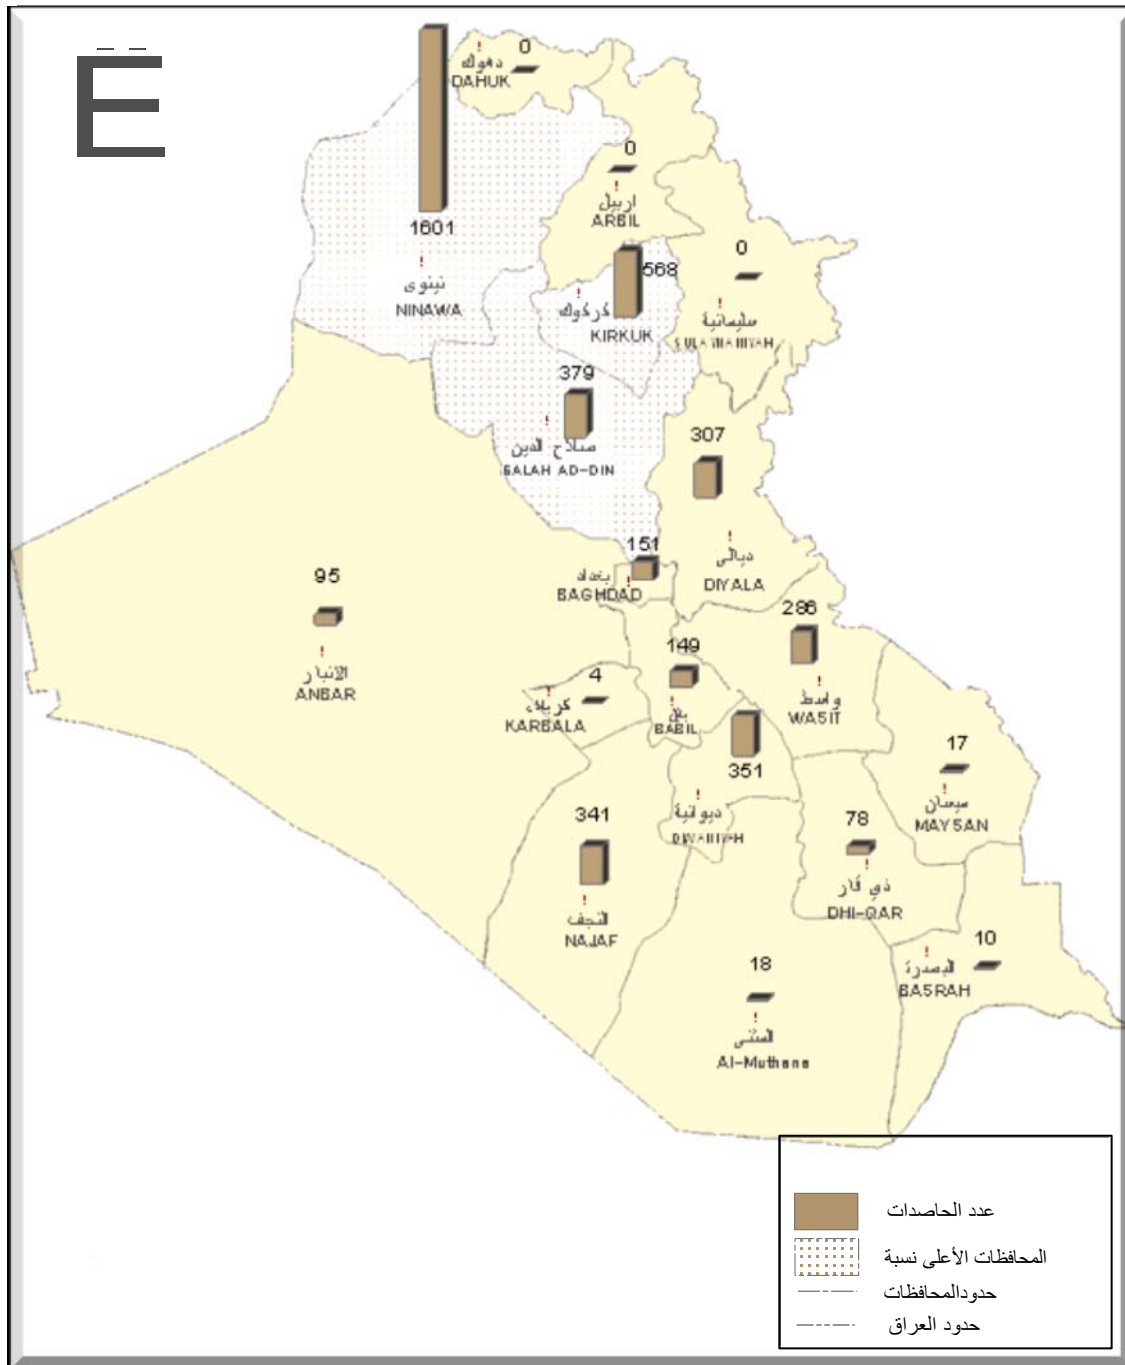 Ë
0
دهوك
DAHUK
0
اربيل
ARBIL
1601
نينوى
NINAWA
568
كركوك
KIRKUK
0
سليمانية
SULAYMANIYAH
379
صلاح الدين
SALAH AD-DIN
307
ديالى
DIYALA
151
بغداد
BAGHDAD
95
الانبار
ANBAR
286
واسط
WASIT
149
بابل
BABIL
4
كربلاء
KARBALA
351
ديوانية
DIWANIYAH
17
ميسان
MAYSAN
341
النجف
NAJAF
78
ذي قار
DHI-QAR
10
البصرة
BASRAH
18
المثنى
Al-Muthana
عدد الحاصدات
المحافظات الأعلى نسبة
حدودالمحافظات
حدود العراق